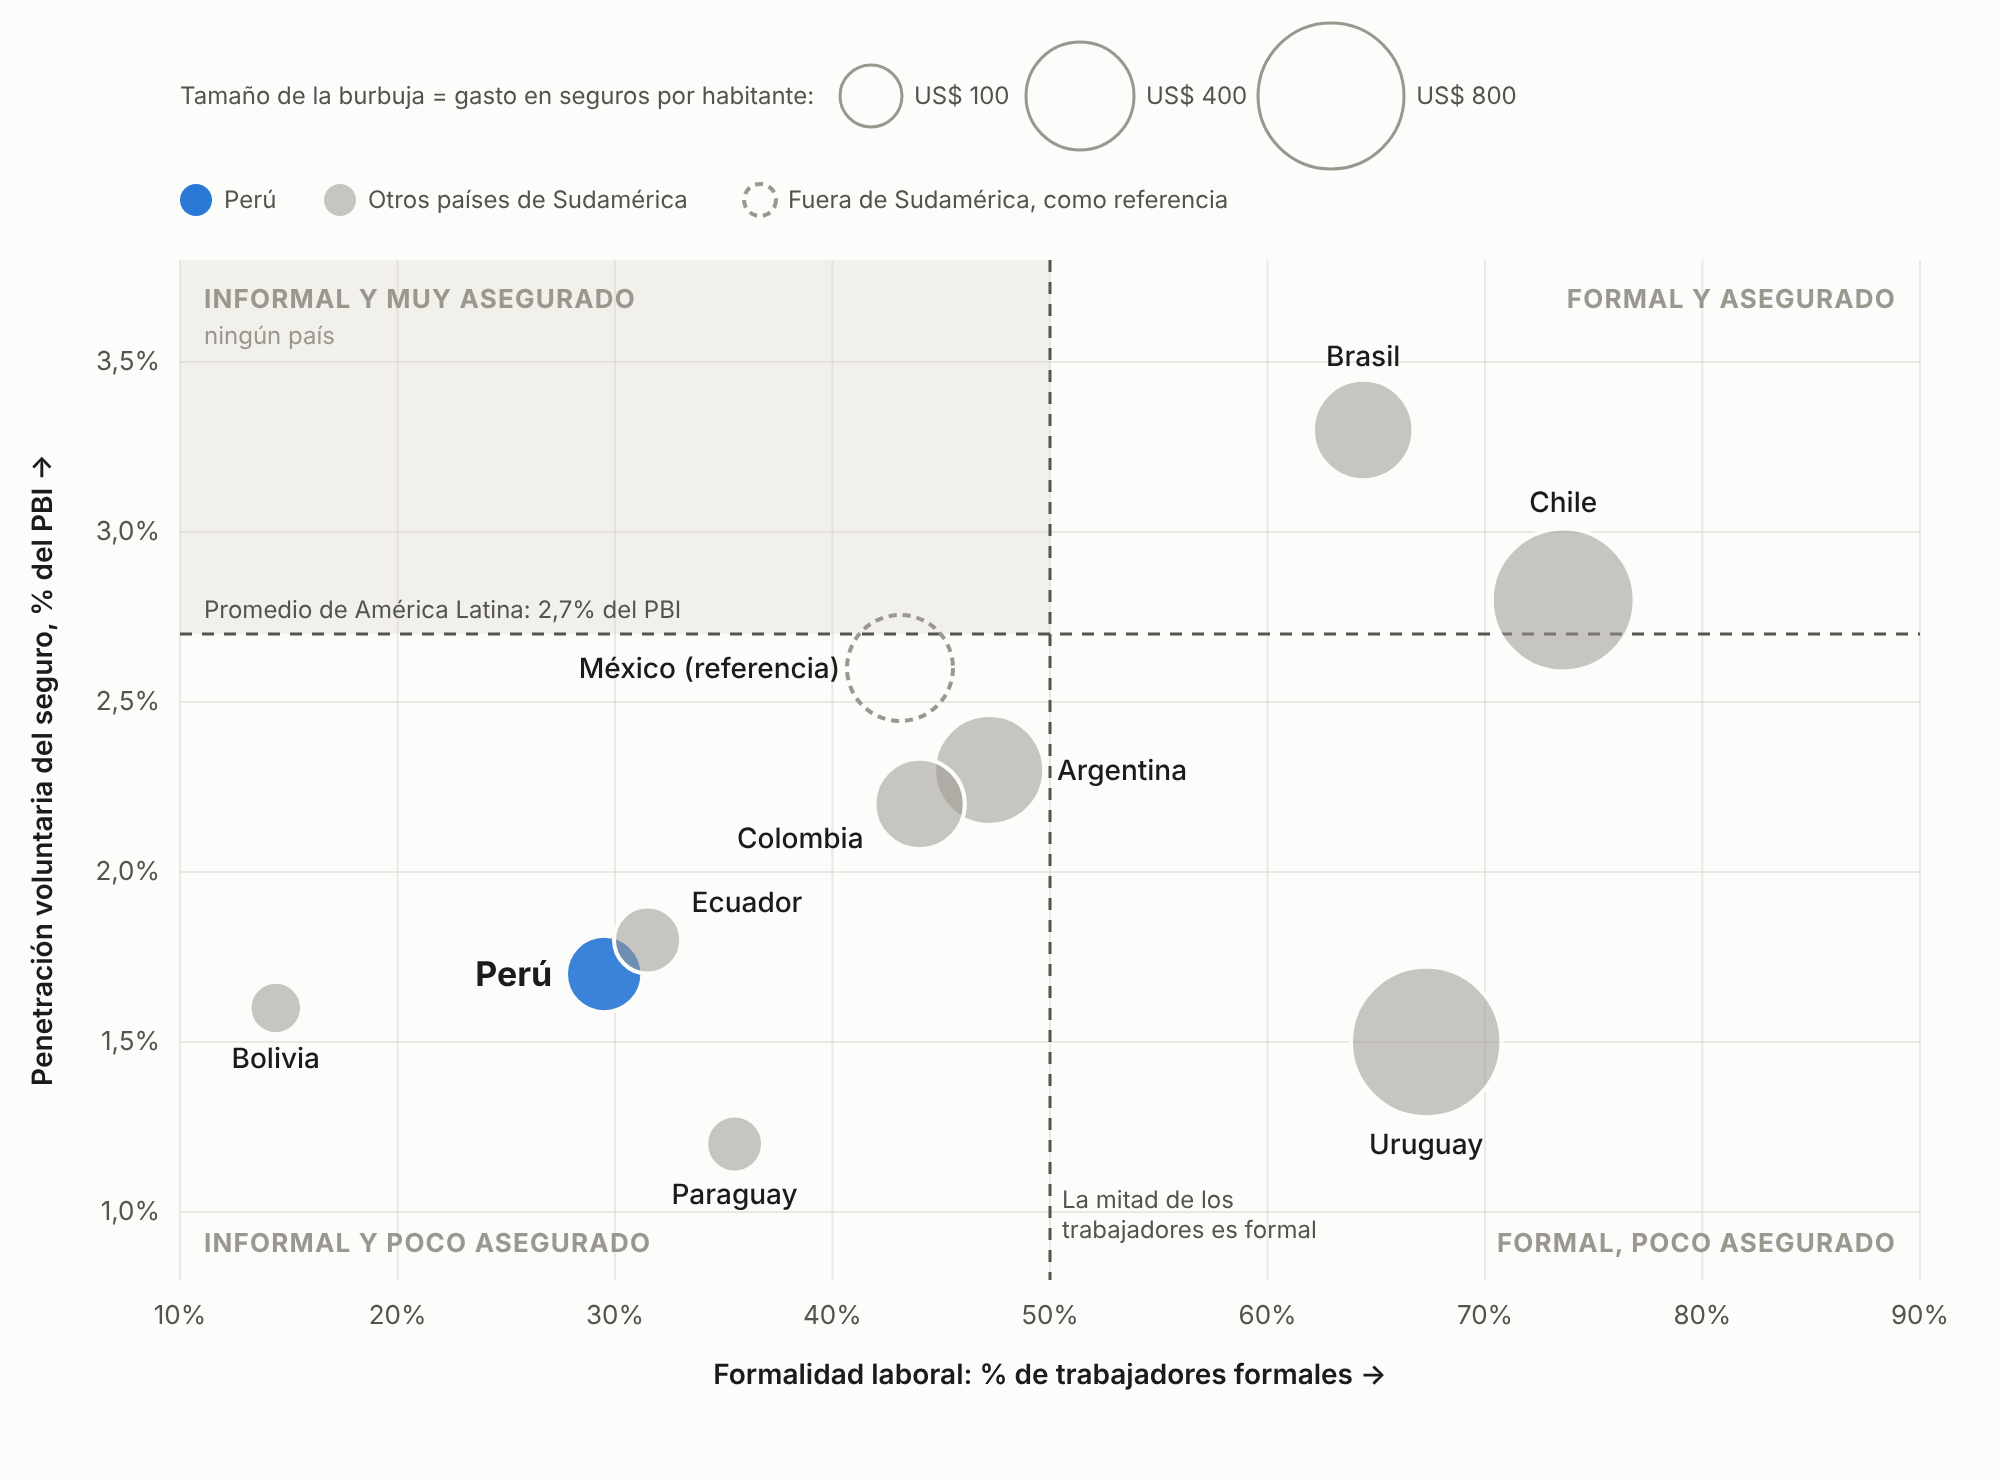 Tamaño de la burbuja = gasto en seguros por habitante:
US$ 100
US$ 400
US$ 800
Perú
Otros países de Sudamérica
Fuera de Sudamérica, como referencia
INFORMAL Y MUY ASEGURADO
ningún país
FORMAL Y ASEGURADO
Brasil
3,5%
Chile
3,0%
Promedio de América Latina: 2,7% del PBI
México (referencia)
2,5%
Argentina
Colombia
2,0%
Ecuador
Perú
Bolivia
1,5%
Uruguay
Paraguay
1,0%
La mitad de los
trabajadores es formal
INFORMAL Y POCO ASEGURADO
FORMAL, POCO ASEGURADO
10%
20%
30%
40%
50%
60%
70%
80%
90%
Formalidad laboral: % de trabajadores formales →
Penetración voluntaria del seguro, % del PBI →